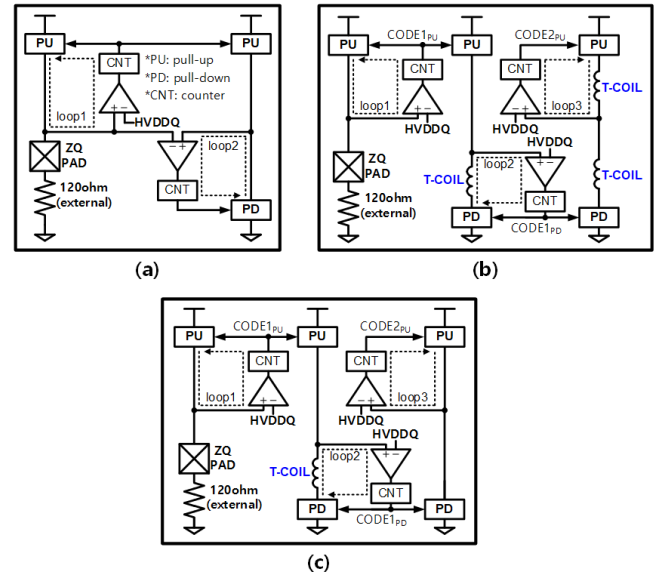 PU
PU
CNT
*PU: pull-up
*PD: pull-down
*CNT: counter
loop1
+ −
HVDDQ
− +
loop2
ZQ
PAD
CNT
120ohm
(external)
PD
(a)
CODE1PU
CODE2PU
PU
PU
PU
CNT
CNT
loop1
loop3
T-COIL
+ −
+ −
HVDDQ
HVDDQ
HVDDQ
ZQ
PAD
T-COIL
loop2
+ −
T-COIL
CNT
120ohm
(external)
PD
PD
CODE1PD
(b)
CODE1PU
CODE2PU
PU
PU
PU
CNT
CNT
loop1
loop3
+ −
+ −
HVDDQ
HVDDQ
HVDDQ
ZQ
PAD
T-COIL
loop2
+ −
CNT
120ohm
(external)
PD
PD
CODE1PD
(c)